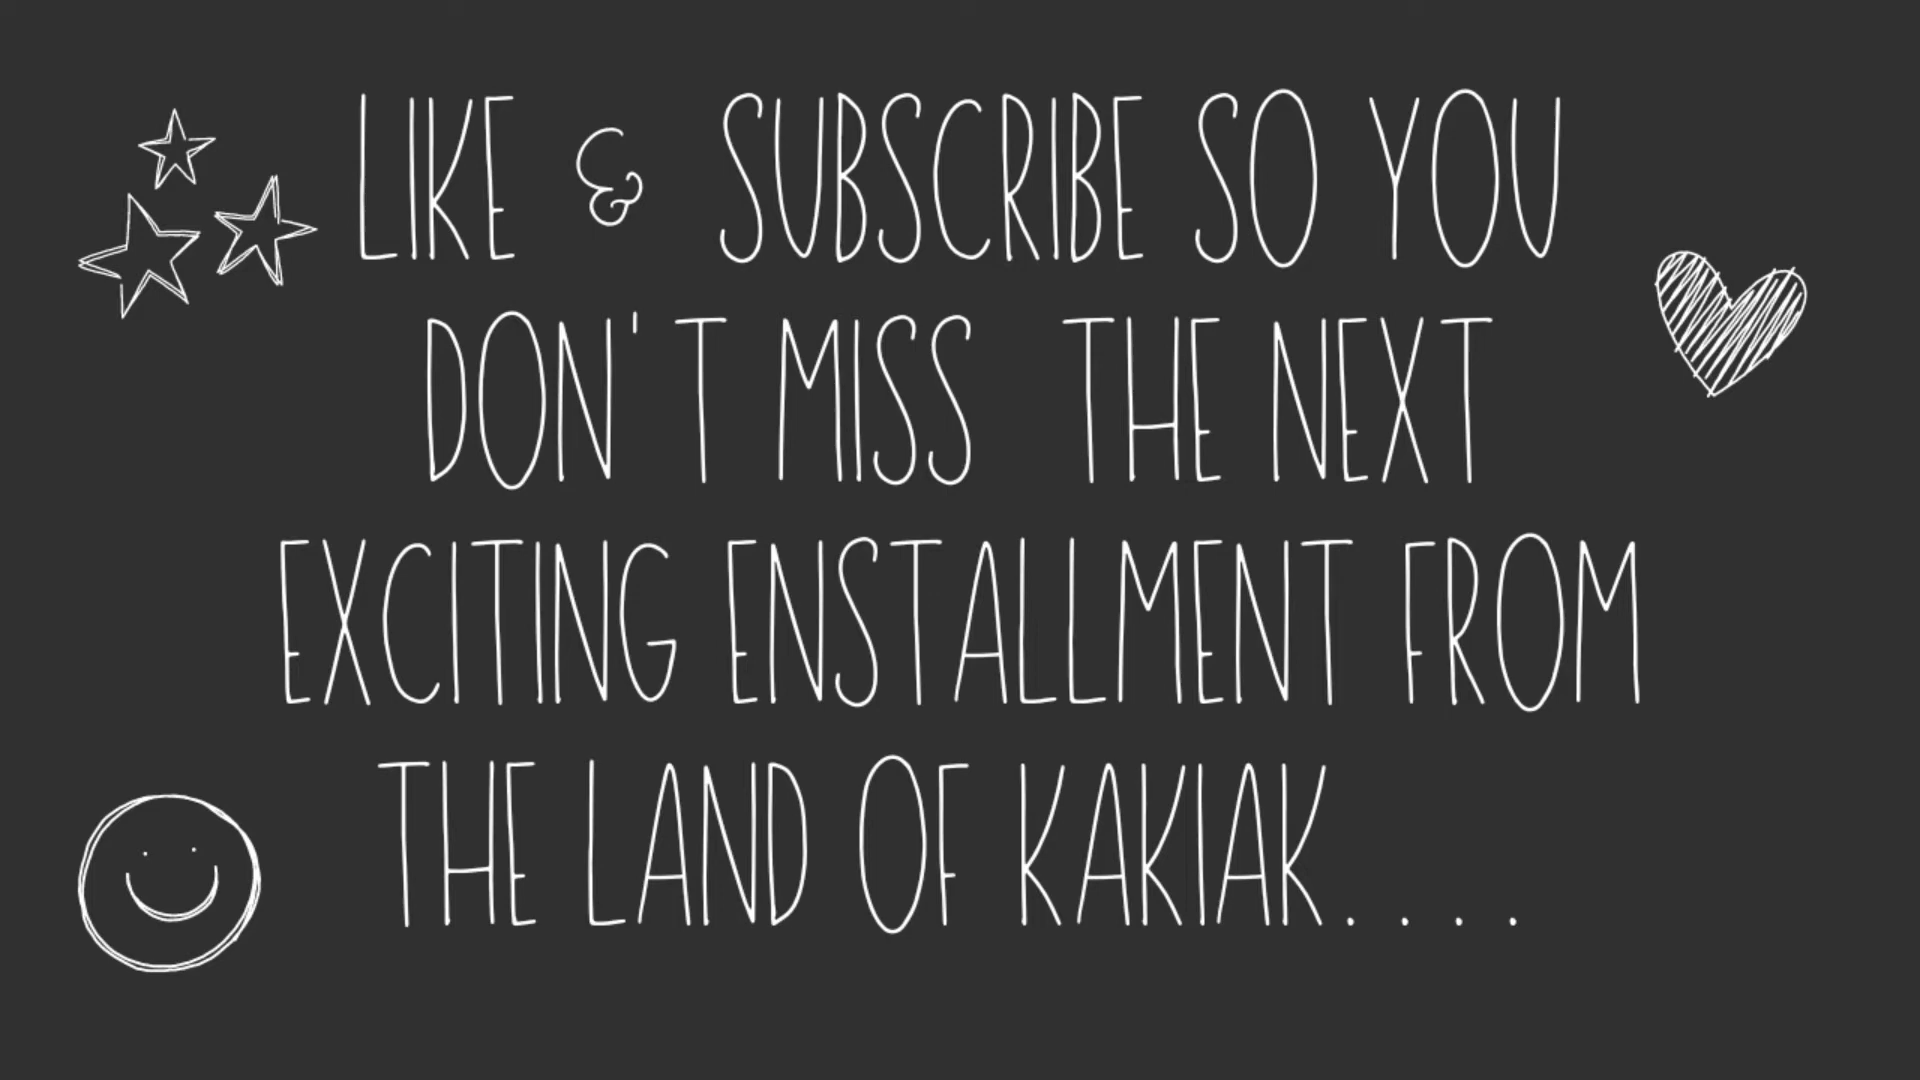 LIKE & SUBSCRIBE SO YOU
DON'T MISS THE NEXT
EXCITING ENSTALLMENT FROM
THE LAND OF KAKIAK....